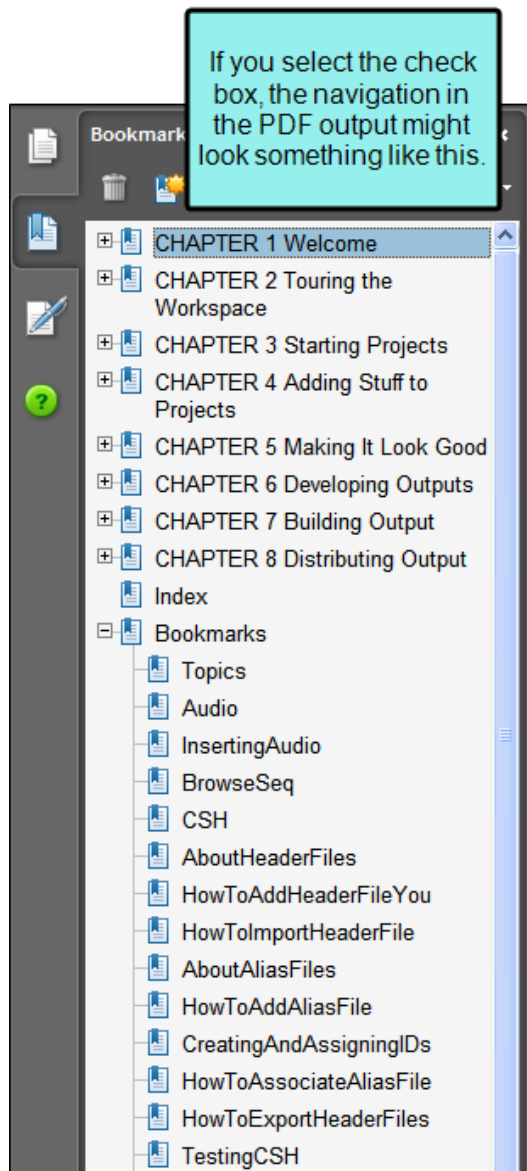 If you select the check
box, the navigation in
the PDF output might
look something like this.
Bookmark
CHAPTER 1 Welcome
CHAPTER 2 Touring the
Workspace
CHAPTER 3 Starting Projects
CHAPTER 4 Adding Stuff to
Projects
CHAPTER 5 Making It Look Good
CHAPTER 6 Developing Outputs
CHAPTER 7 Building Output
CHAPTER 8 Distributing Output
Index
Bookmarks
Topics
Audio
InsertingAudio
BrowseSeq
CSH
AboutHeaderFiles
HowToAddHeaderFileYou
HowToImportHeaderFile
AboutAliasFiles
HowToAddAliasFile
CreatingAndAssigningIDs
HowToAssociateAliasFile
HowToExportHeaderFiles
TestingCSH